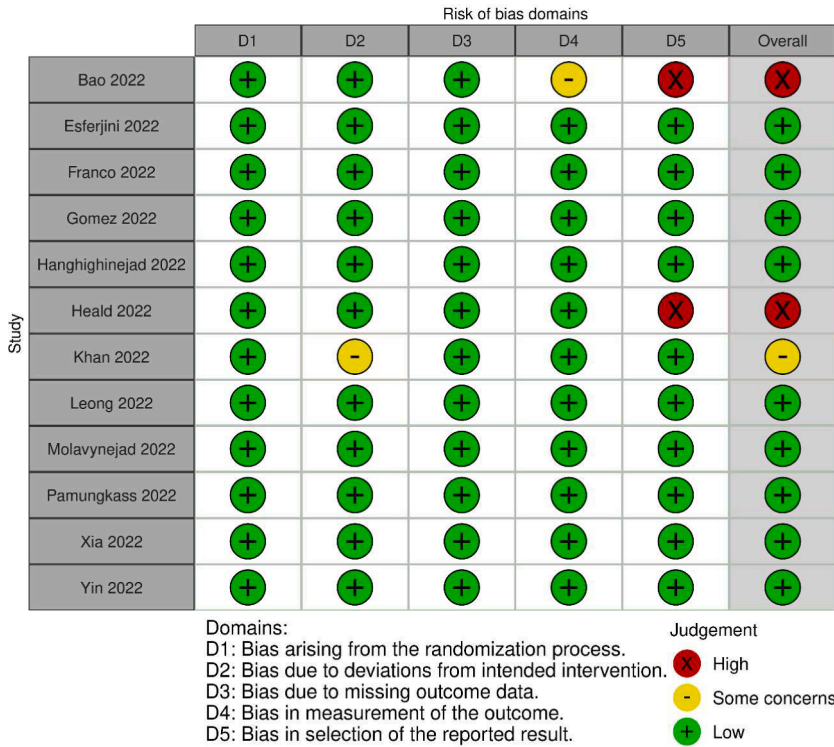 Risk of bias domains
D1 D2 D3 D4 D5 Overall
Bao 2022 + + + - X X
Esferjini 2022 + + + + + +
Franco 2022 + + + + + +
Gomez 2022 + + + + + +
Hanghighinejad 2022 + + + + + +
Heald 2022 + + + + X X
Khan 2022 + - + + + -
Leong 2022 + + + + + +
Molavynejad 2022 + + + + + +
Pamungkass 2022 + + + + + +
Xia 2022 + + + + + +
Yin 2022 + + + + + +
Study
Domains:
D1: Bias arising from the randomization process.
D2: Bias due to deviations from intended intervention.
D3: Bias due to missing outcome data.
D4: Bias in measurement of the outcome.
D5: Bias in selection of the reported result.
Judgement
X High
- Some concerns
+ Low